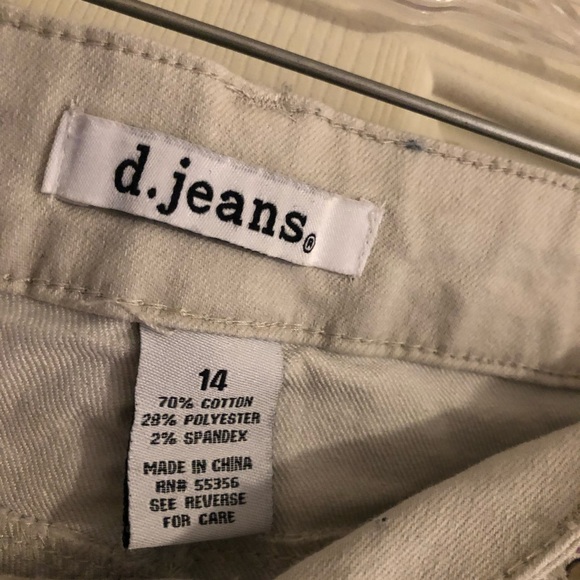 d.jeans®
14
70% COTTON
28% POLYESTER
2% SPANDEX
MADE IN CHINA
RN# 55356
SEE REVERSE
FOR CARE